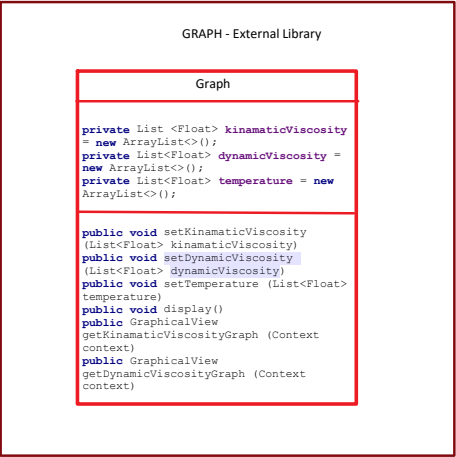 GRAPH - External Library
Graph
private List <Float> kinamaticViscosity
= new ArrayList<>();
private List<Float> dynamicViscosity =
new ArrayList<>();
private List<Float> temperature = new
ArrayList<>();
public void setKinamaticViscosity
(List<Float> kinamaticViscosity)
public void setDynamicViscosity
(List<Float> dynamicViscosity)
public void setTemperature (List<Float>
temperature)
public void display()
public GraphicalView
getKinamaticViscosityGraph (Context
context)
public GraphicalView
getDynamicViscosityGraph (Context
context)